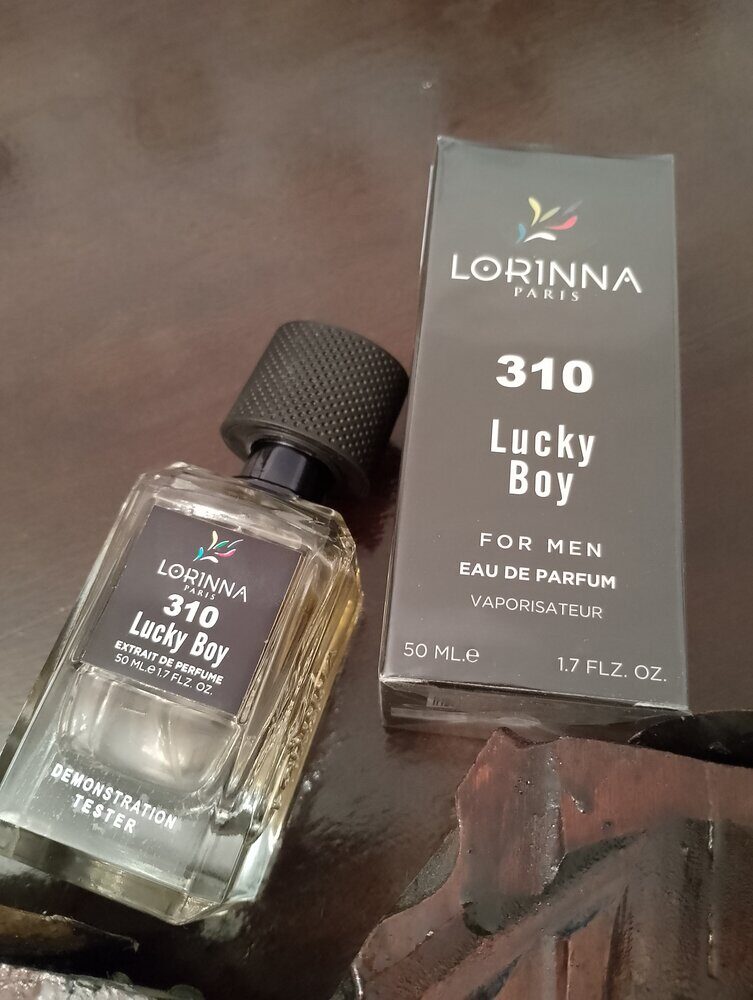 LORINNA
PARIS
310
Lucky
Boy
FOR MEN
EAU DE PARFUM
VAPORISATEUR
50 ML.e
1.7 FLZ. OZ.
LORINNA
PARIS
310
Lucky Boy
EXTRAIT DE PERFUME
50 ML.e 1.7 FLZ. OZ.
DEMONSTRATION
TESTER